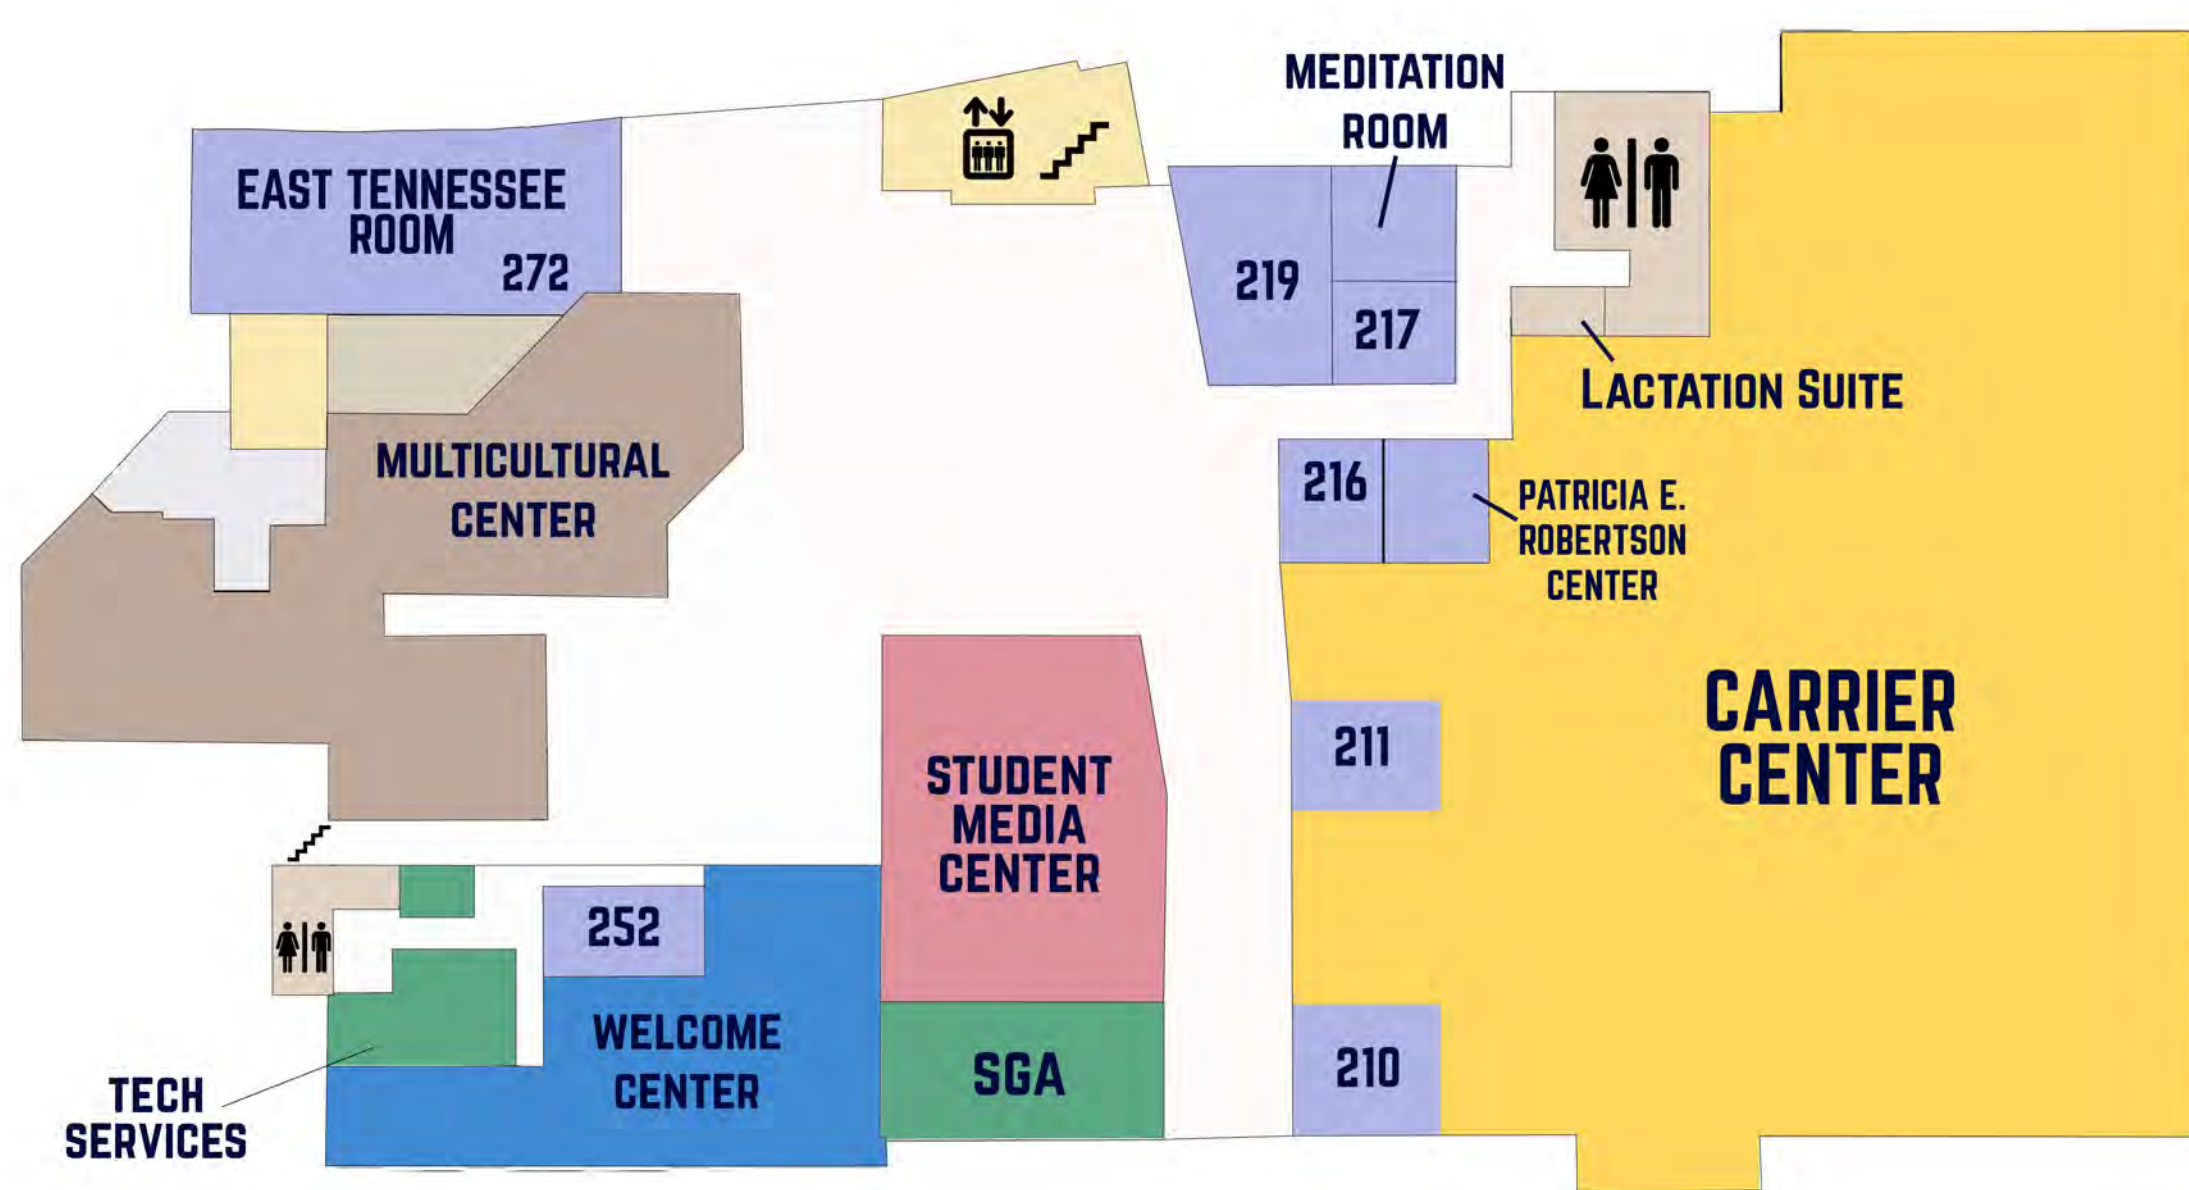 MEDITATION
ROOM
EAST TENNESSEE
ROOM
272
219
217
LACTATION SUITE
MULTICULTURAL
CENTER
216
PATRICIA E.
ROBERTSON
CENTER
CARRIER
CENTER
211
STUDENT
MEDIA
CENTER
252
WELCOME
CENTER
SGA
210
TECH
SERVICES